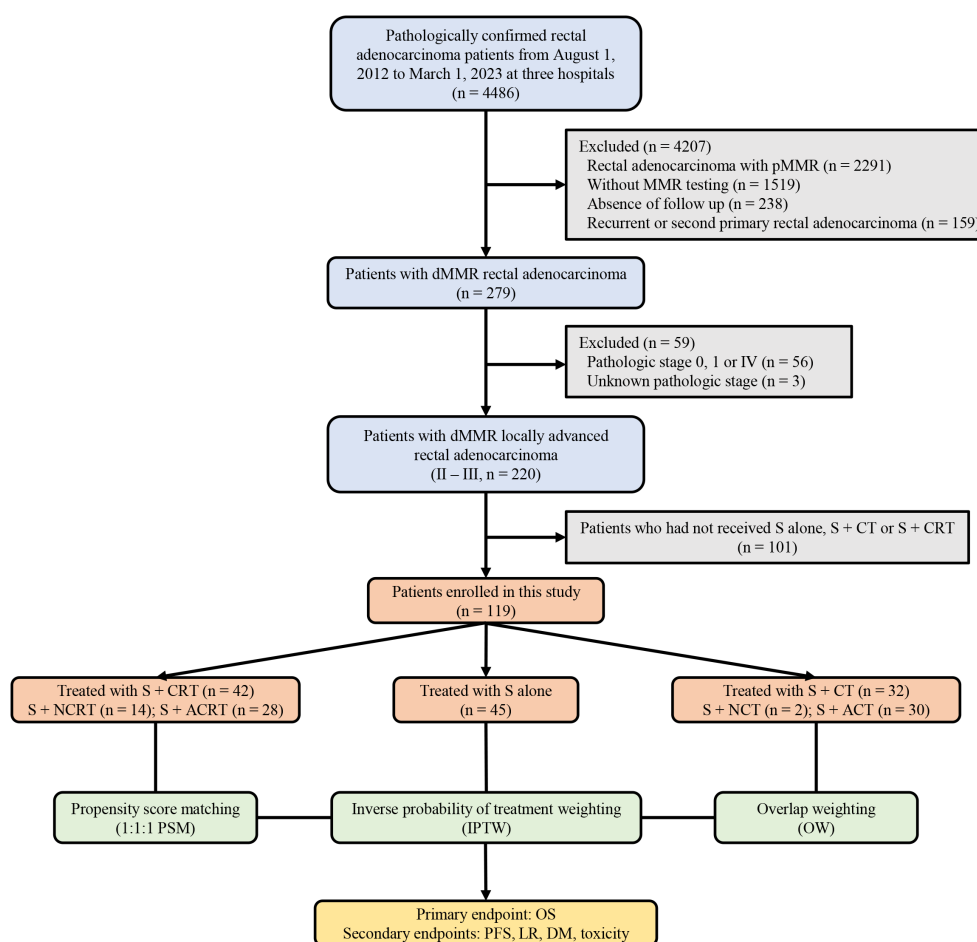 Pathologically confirmed rectal
adenocarcinoma patients from August 1,
2012 to March 1, 2023 at three hospitals
(n = 4486)
Excluded (n = 4207)
Rectal adenocarcinoma with pMMR (n = 2291)
Without MMR testing (n = 1519)
Absence of follow up (n = 238)
Recurrent or second primary rectal adenocarcinoma (n = 159)
Patients with dMMR rectal adenocarcinoma
(n = 279)
Excluded (n = 59)
Pathologic stage 0, 1 or IV (n = 56)
Unknown pathologic stage (n = 3)
Patients with dMMR locally advanced
rectal adenocarcinoma
(II – III, n = 220)
Patients who had not received S alone, S + CT or S + CRT
(n = 101)
Patients enrolled in this study
(n = 119)
Treated with S + CRT (n = 42)
S + NCRT (n = 14); S + ACRT (n = 28)
Treated with S alone
(n = 45)
Treated with S + CT (n = 32)
S + NCT (n = 2); S + ACT (n = 30)
Propensity score matching
(1:1:1 PSM)
Inverse probability of treatment weighting
(IPTW)
Overlap weighting
(OW)
Primary endpoint: OS
Secondary endpoints: PFS, LR, DM, toxicity